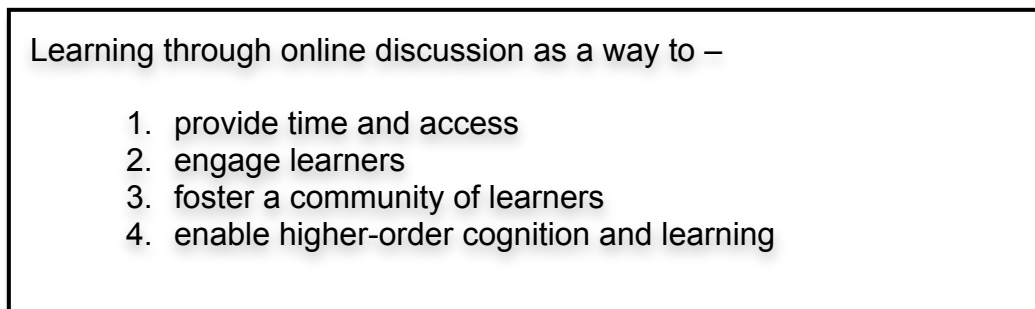 Learning through online discussion as a way to –
1. provide time and access
2. engage learners
3. foster a community of learners
4. enable higher-order cognition and learning